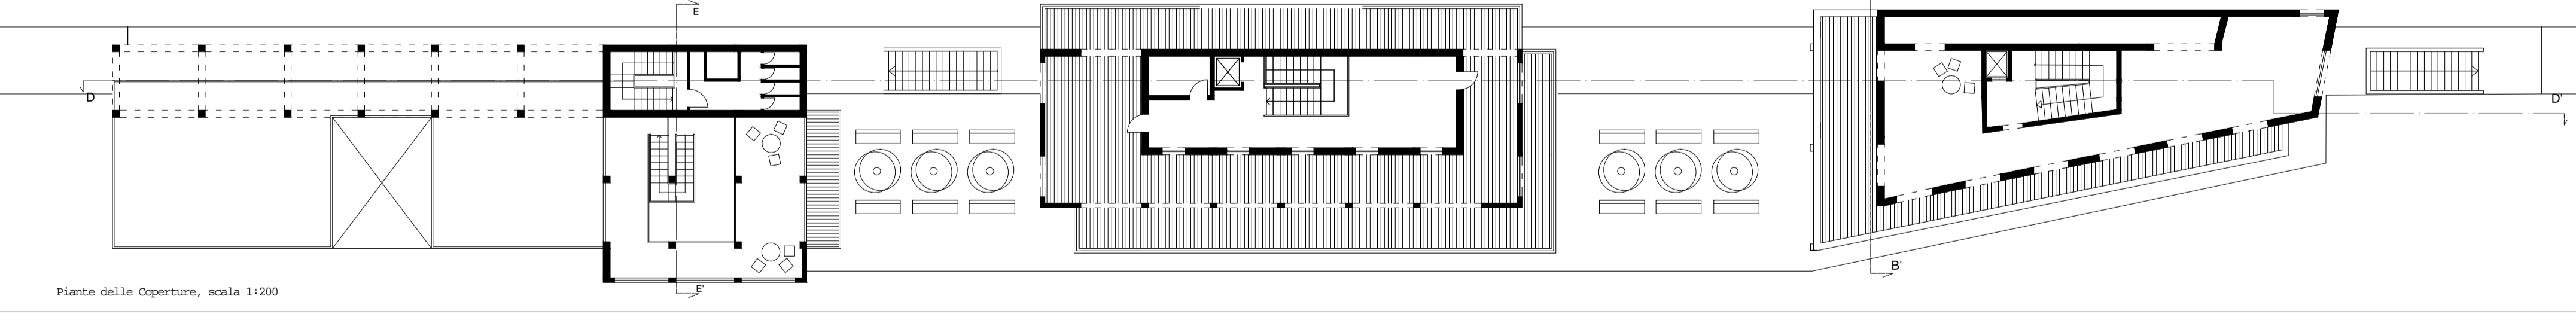 E
D
D'
B'
E'
Piante delle Coperture, scala 1:200